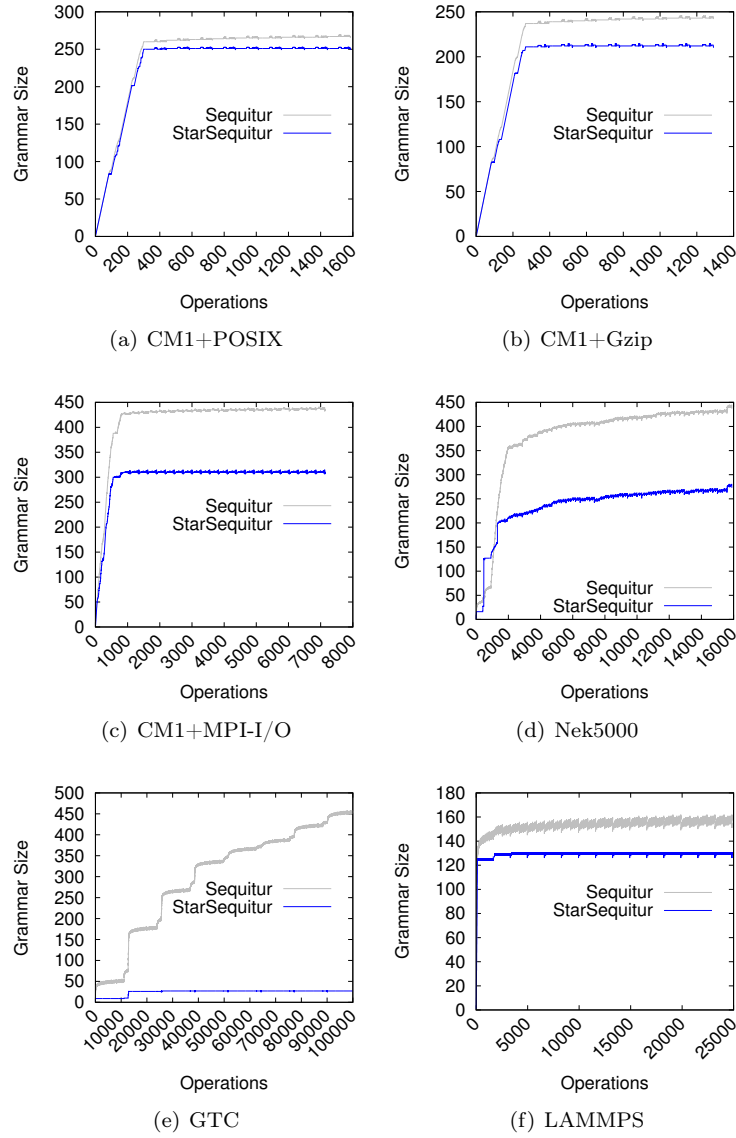 300
250
200
150
100
50
0
Grammar Size
Sequitur
StarSequitur
0 200 400 600 800 1000 1200 1400 1600
Operations
(a) CM1+POSIX
250
200
150
100
50
0
Grammar Size
Sequitur
StarSequitur
0 200 400 600 800 1000 1200 1400
Operations
(b) CM1+Gzip
450
400
350
300
250
200
150
100
50
0
Grammar Size
Sequitur
StarSequitur
0 1000 2000 3000 4000 5000 6000 7000 8000
Operations
(c) CM1+MPI-I/O
450
400
350
300
250
200
150
100
50
0
Grammar Size
Sequitur
StarSequitur
0 2000 4000 6000 8000 10000 12000 14000 16000
Operations
(d) Nek5000
500
450
400
350
300
250
200
150
100
50
0
Grammar Size
Sequitur
StarSequitur
0 10000 20000 30000 40000 50000 60000 70000 80000 90000 100000
Operations
(e) GTC
180
160
140
120
100
80
60
40
20
0
Grammar Size
Sequitur
StarSequitur
0 5000 10000 15000 20000 25000
Operations
(f) LAMMPS